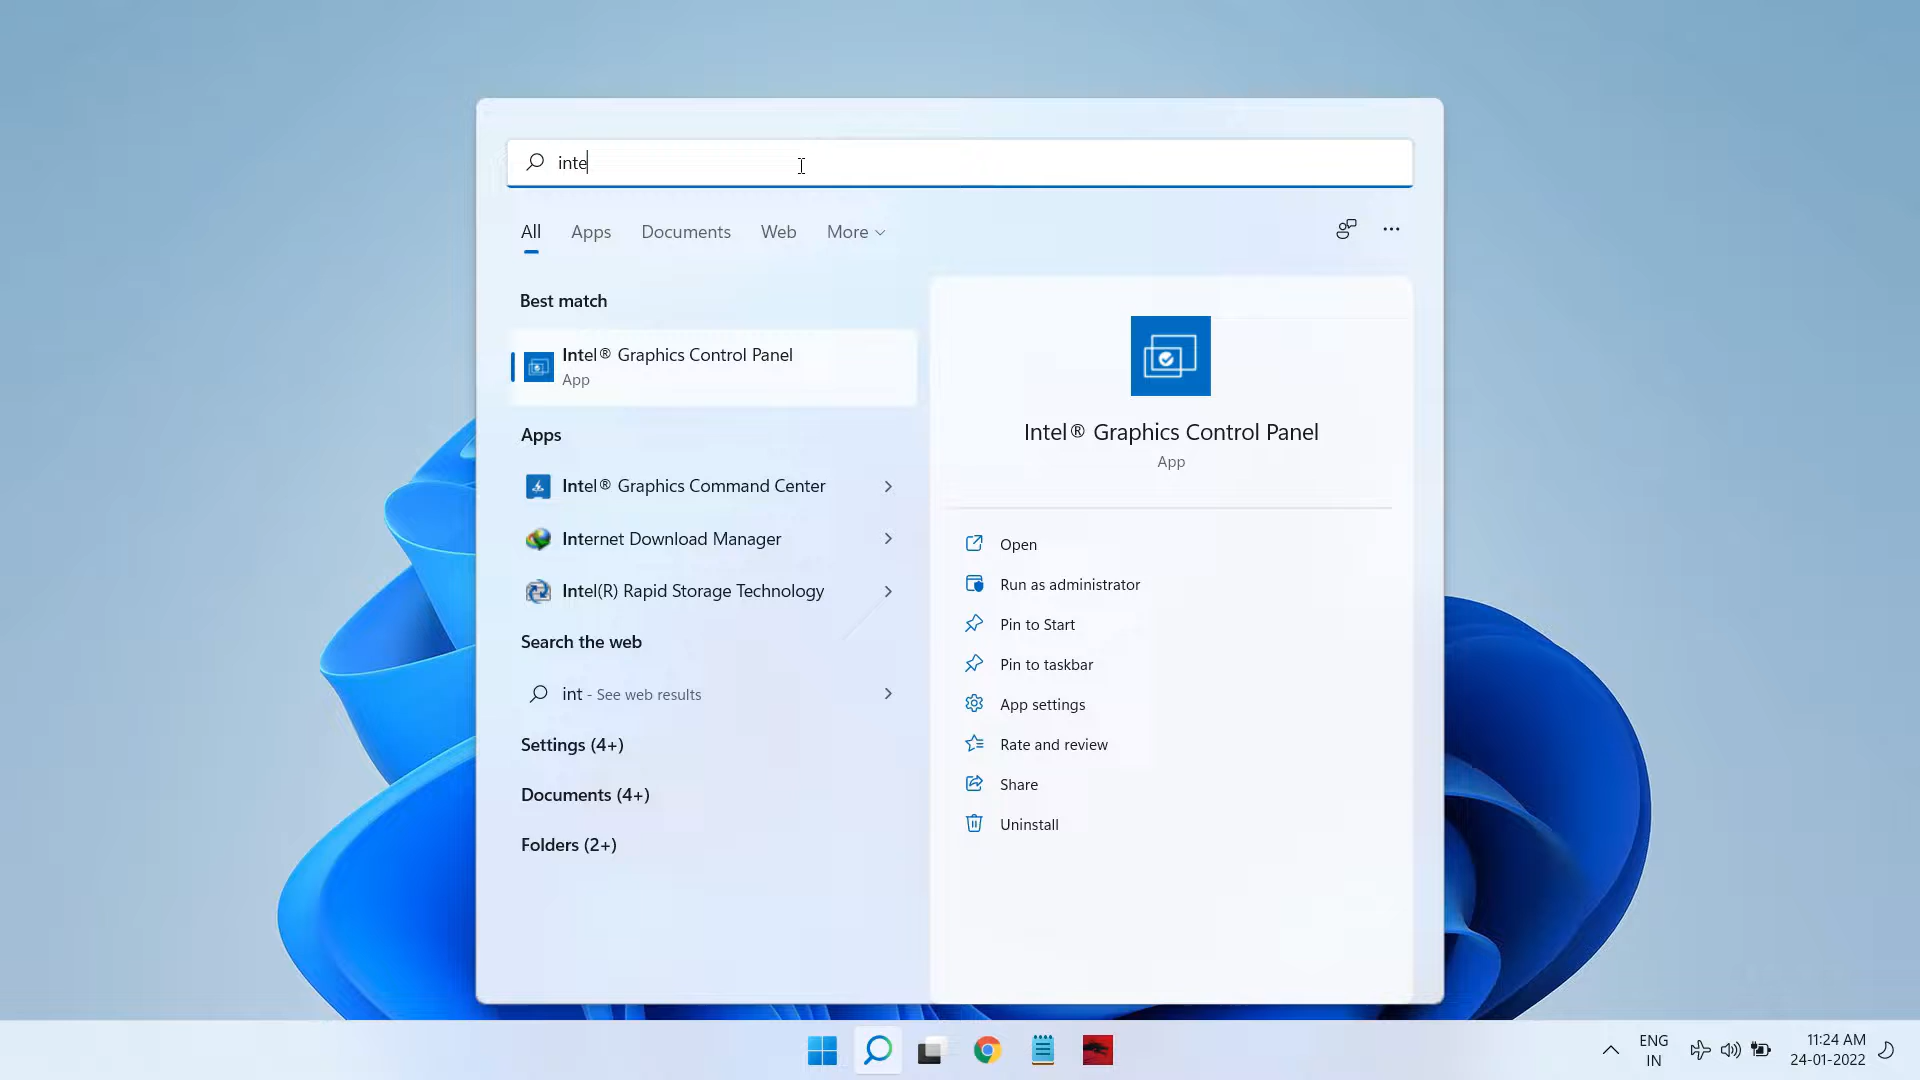 inte
All Apps Documents Web More
Best match
Intel® Graphics Control Panel
App
Apps
Intel® Graphics Command Center
Internet Download Manager
Intel(R) Rapid Storage Technology
Search the web
int - See web results
Settings (4+)
Documents (4+)
Folders (2+)
Intel® Graphics Control Panel
App
Open
Run as administrator
Pin to Start
Pin to taskbar
App settings
Rate and review
Share
Uninstall
ENG
IN
11:24 AM
24-01-2022